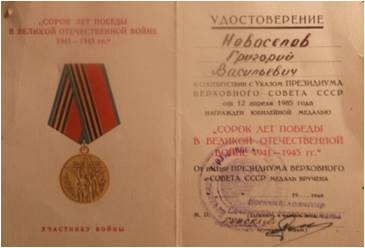 „СОРОК ЛЕТ ПОБЕДЫ
В ВЕЛИКОЙ ОТЕЧЕСТВЕННОЙ ВОЙНЕ
1941—1945 гг.“
УЧАСТНИКУ ВОЙНЫ
УДОСТОВЕРЕНИЕ
Новоселов
Григорий
Васильевич
В СООТВЕТСТВИИ С УКАЗОМ ПРЕЗИДИУМА
ВЕРХОВНОГО СОВЕТА СССР
ОТ 12 апреля 1985 года
НАГРАЖДЕН ЮБИЛЕЙНОЙ МЕДАЛЬЮ
„СОРОК ЛЕТ ПОБЕДЫ
В ВЕЛИКОЙ ОТЕЧЕСТВЕННОЙ
ВОЙНЕ 1941—1945 гг.“
ОТ ИМЕНИ ПРЕЗИДИУМА ВЕРХОВНОГО
СОВЕТА СССР МЕДАЛЬ ВРУЧЕНА
Военный комиссар
М. П.